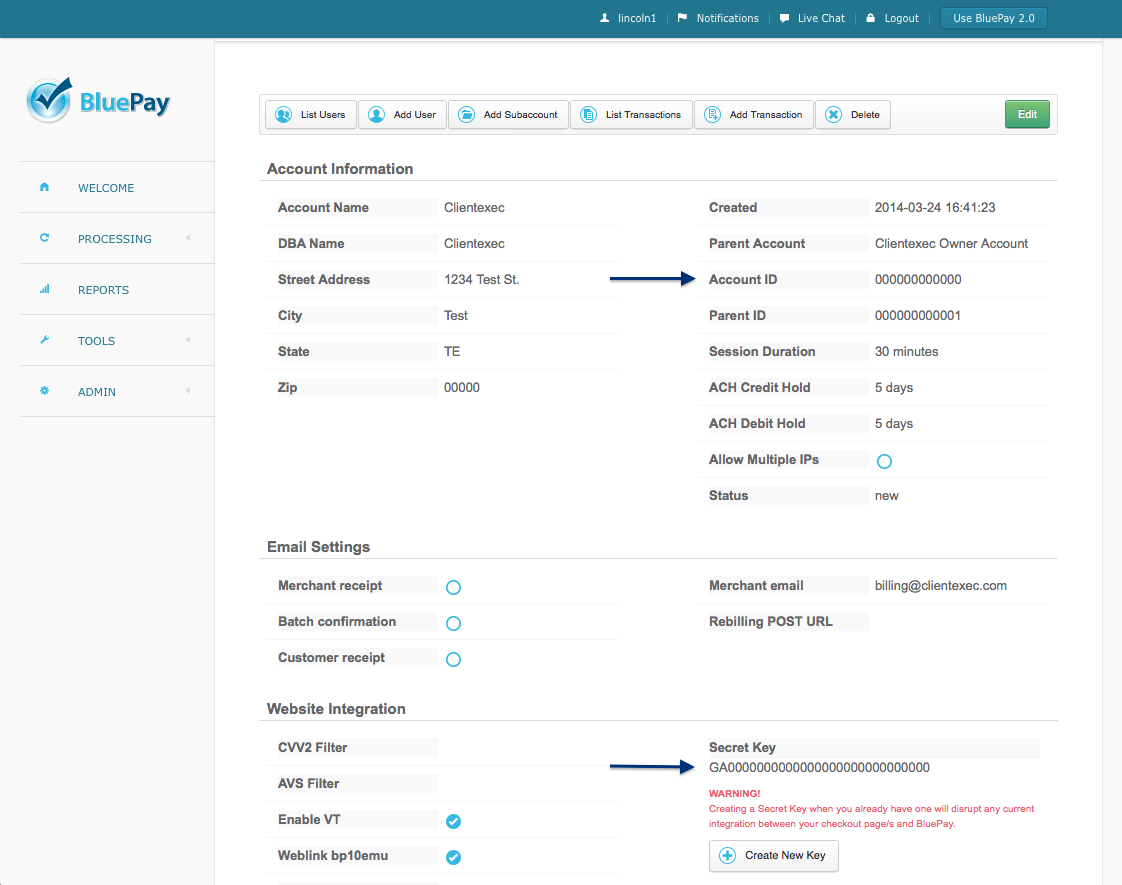 lincoln1 Notifications Live Chat Logout Use BluePay 2.0
BluePay
List Users Add User Add Subaccount List Transactions Add Transaction Delete Edit
WELCOME
PROCESSING
REPORTS
TOOLS
ADMIN
Account Information
Account Name Clientexec
DBA Name Clientexec
Street Address 1234 Test St.
City Test
State TE
Zip 00000
Created 2014-03-24 16:41:23
Parent Account Clientexec Owner Account
Account ID 000000000000
Parent ID 000000000001
Session Duration 30 minutes
ACH Credit Hold 5 days
ACH Debit Hold 5 days
Allow Multiple IPs
Status new
Email Settings
Merchant receipt
Batch confirmation
Customer receipt
Merchant email billing@clientexec.com
Rebilling POST URL
Website Integration
CVV2 Filter
AVS Filter
Enable VT
Weblink bp10emu
Secret Key
GA0000000000000000000000000000
WARNING!
Creating a Secret Key when you already have one will disrupt any current
integration between your checkout page/s and BluePay.
Create New Key